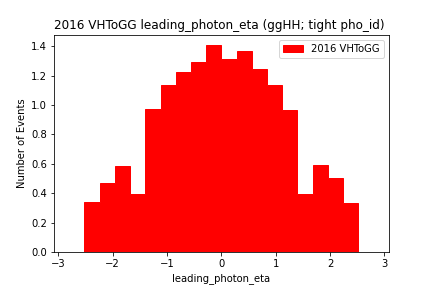 2016 VHToGG leading_photon_eta (ggHH; tight pho_id)
2016 VHToGG
Number of Events
1.4
1.2
1.0
0.8
0.6
0.4
0.2
0.0
−3 −2 −1 0 1 2 3
leading_photon_eta